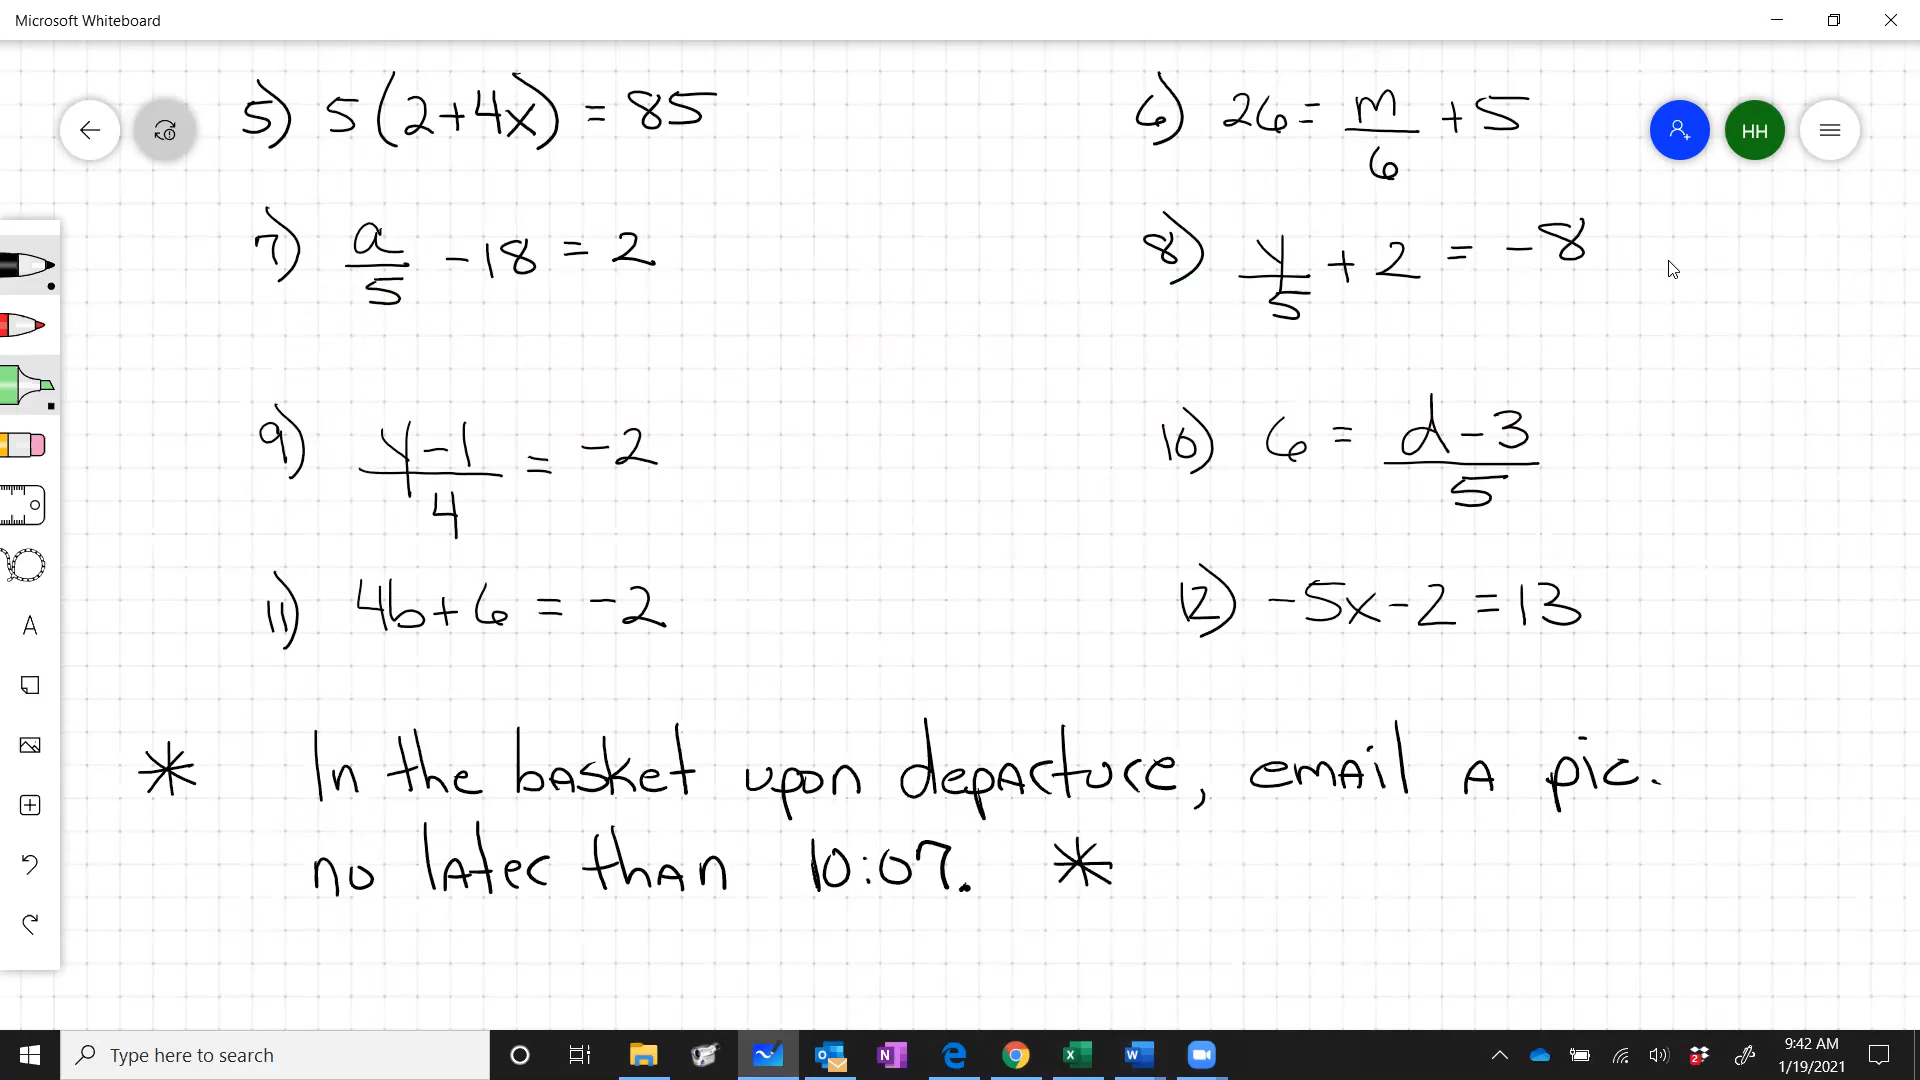 Microsoft Whiteboard
5) 5(2+4x) = 85
6) 26 = m/6 + 5
HH
7) a/5 - 18 = 2
8) y/5 + 2 = -8
9) (y-1)/4 = -2
10) 6 = (d-3)/5
11) 4b+6 = -2
12) -5x-2 = 13
A
* In the basket upon departure, email a pic.
no later than 10:07. *
Type here to search
9:42 AM
1/19/2021